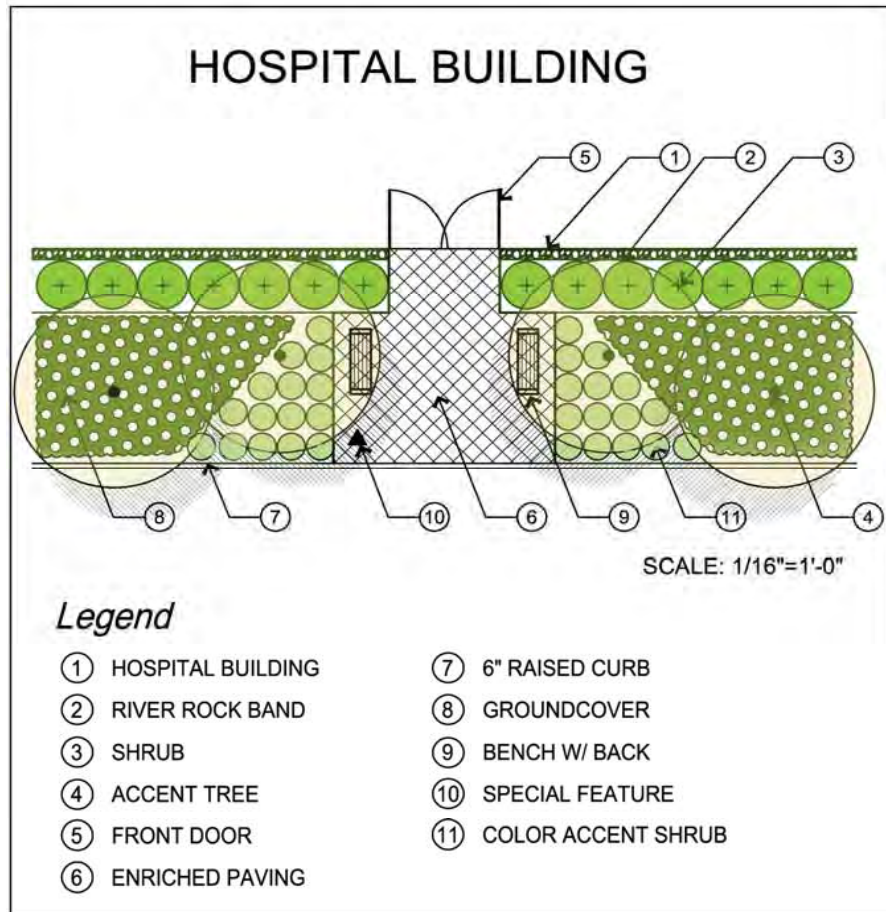 HOSPITAL BUILDING
5
1
2
3
8
7
10
6
9
11
4
SCALE: 1/16"=1'-0"
Legend
1 HOSPITAL BUILDING
2 RIVER ROCK BAND
3 SHRUB
4 ACCENT TREE
5 FRONT DOOR
6 ENRICHED PAVING
7 6" RAISED CURB
8 GROUNDCOVER
9 BENCH W/ BACK
10 SPECIAL FEATURE
11 COLOR ACCENT SHRUB